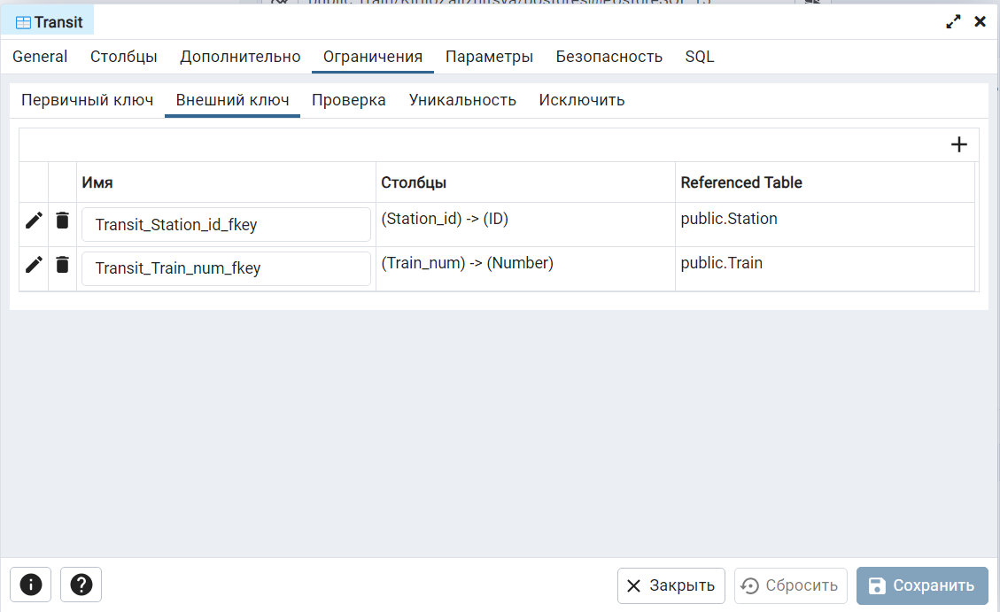 Transit
General Столбцы Дополнительно Ограничения Параметры Безопасность SQL
Первичный ключ Внешний ключ Проверка Уникальность Исключить
Имя Столбцы Referenced Table
Transit_Station_id_fkey (Station_id) -> (ID) public.Station
Transit_Train_num_fkey (Train_num) -> (Number) public.Train
Закрыть Сбросить Сохранить